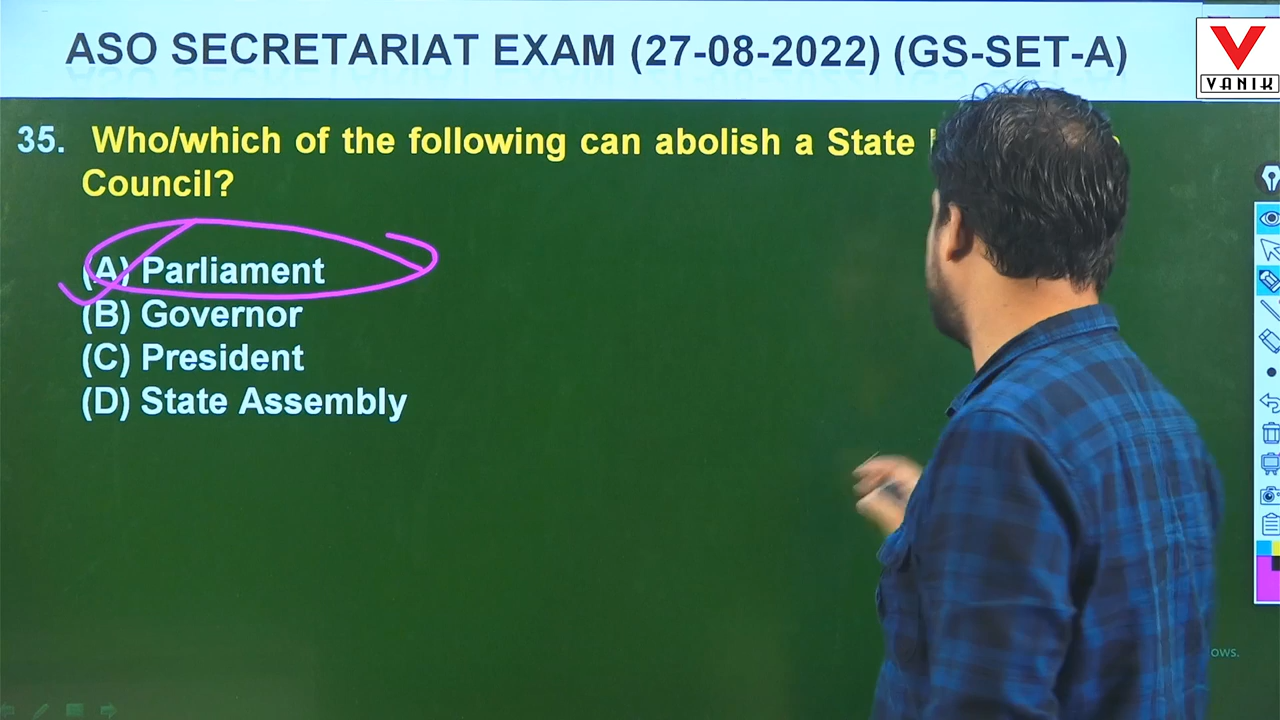 ASO SECRETARIAT EXAM (27-08-2022) (GS-SET-A)
VANIK
35. Who/which of the following can abolish a State
Council?
(A) Parliament
(B) Governor
(C) President
(D) State Assembly
ows.